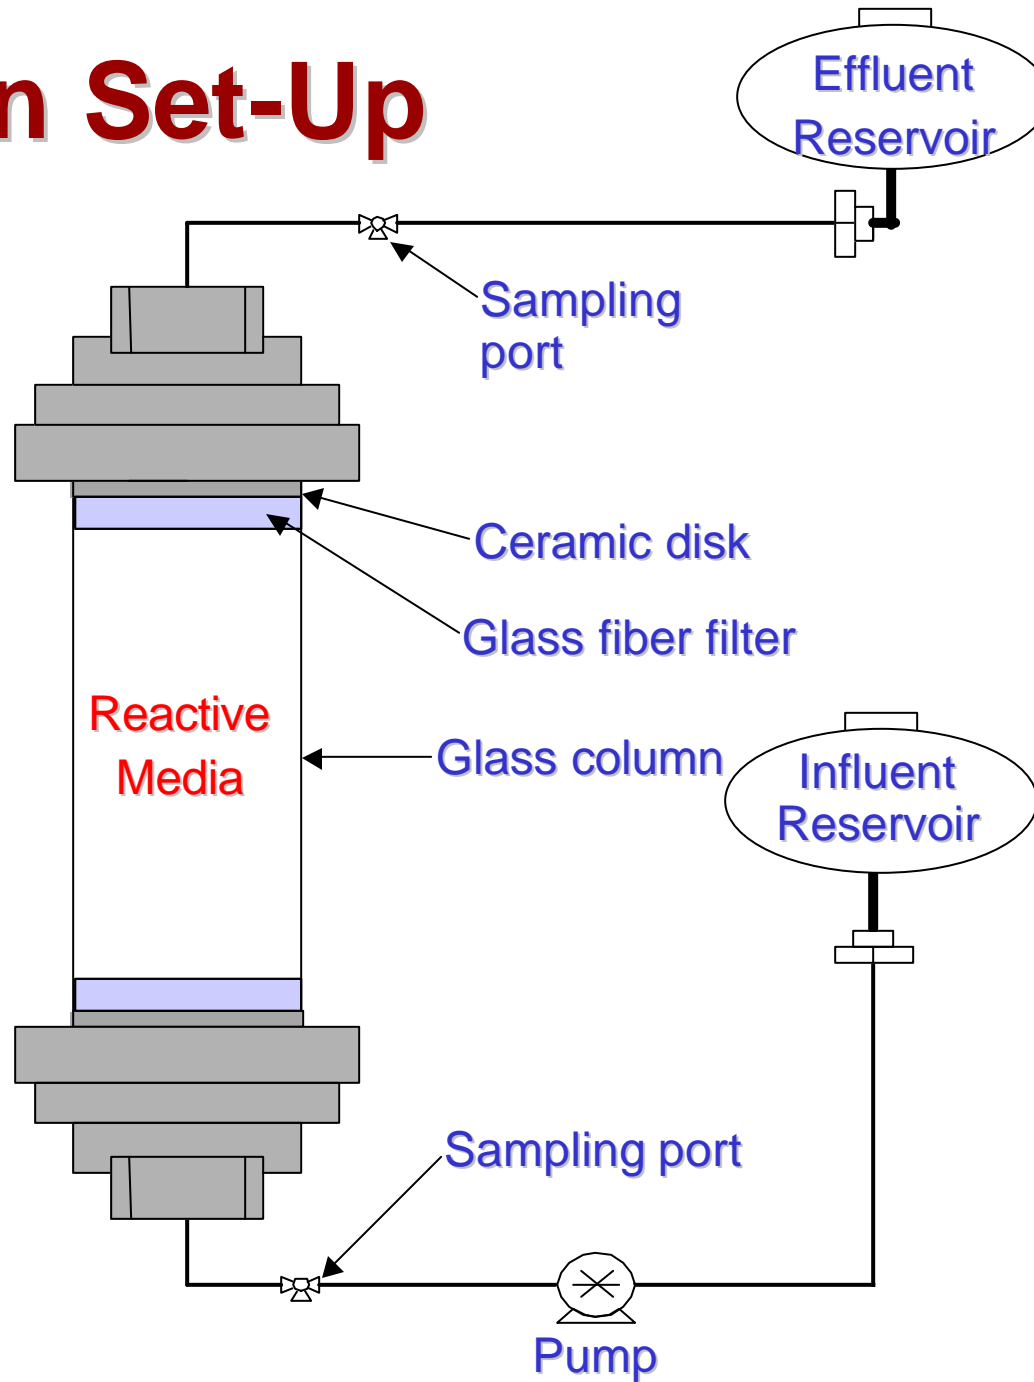 n Set-Up
Effluent
Reservoir
Sampling
port
Ceramic disk
Glass fiber filter
Reactive
Media
Glass column
Influent
Reservoir
Sampling port
Pump